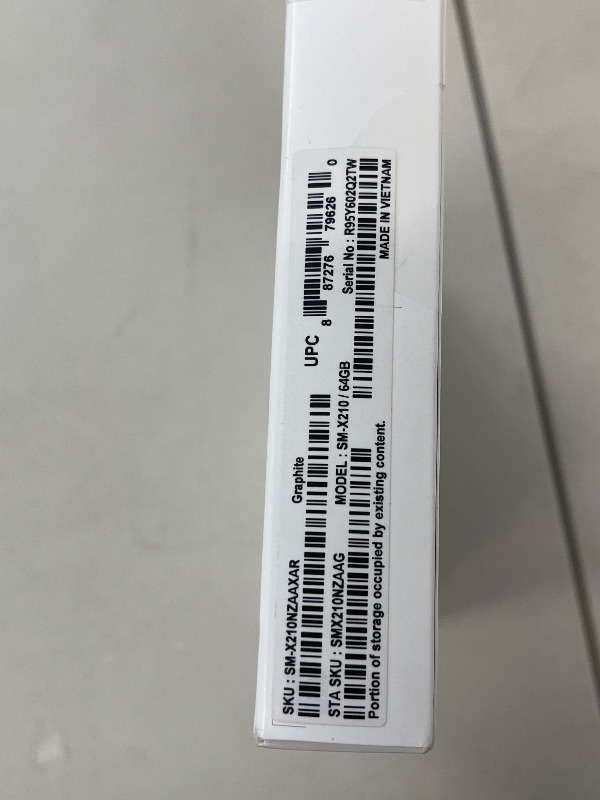 SKU : SM-X210NZAAXAR
Graphite
UPC
8 87276 79626 0
STA SKU : SMX210NZAAG
MODEL : SM-X210 / 64GB
Serial No : R95Y602Q2TW
Portion of storage occupied by existing content.
MADE IN VIETNAM